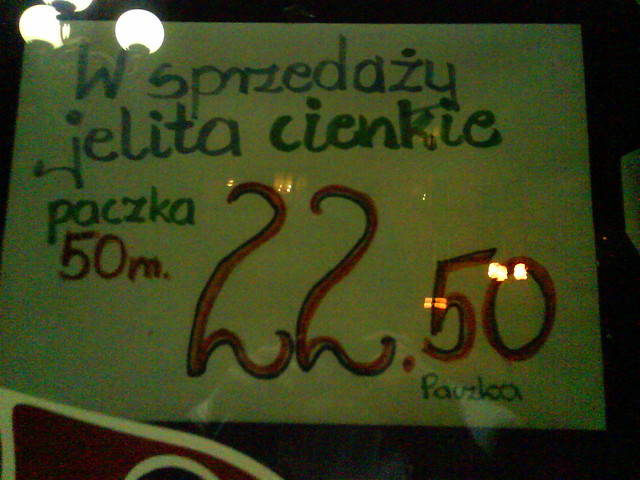 W sprzedaży
jelita cienkie
paczka
50m.
22.50
Paczka